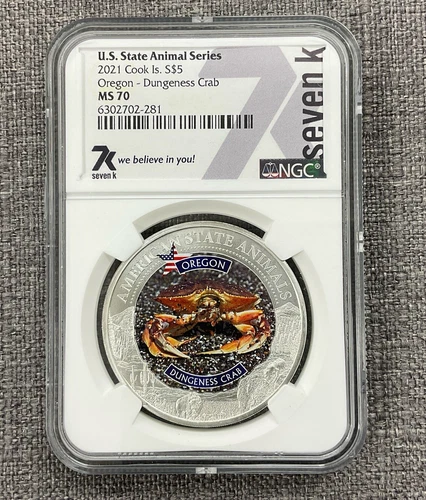 U.S. State Animal Series
2021 Cook Is. S$5
Oregon - Dungeness Crab
MS 70
6302702-281
7K
seven k
we believe in you!
7K
seven k
NGC®
AMERICAN STATE ANIMALS
OREGON
DUNGENESS CRAB